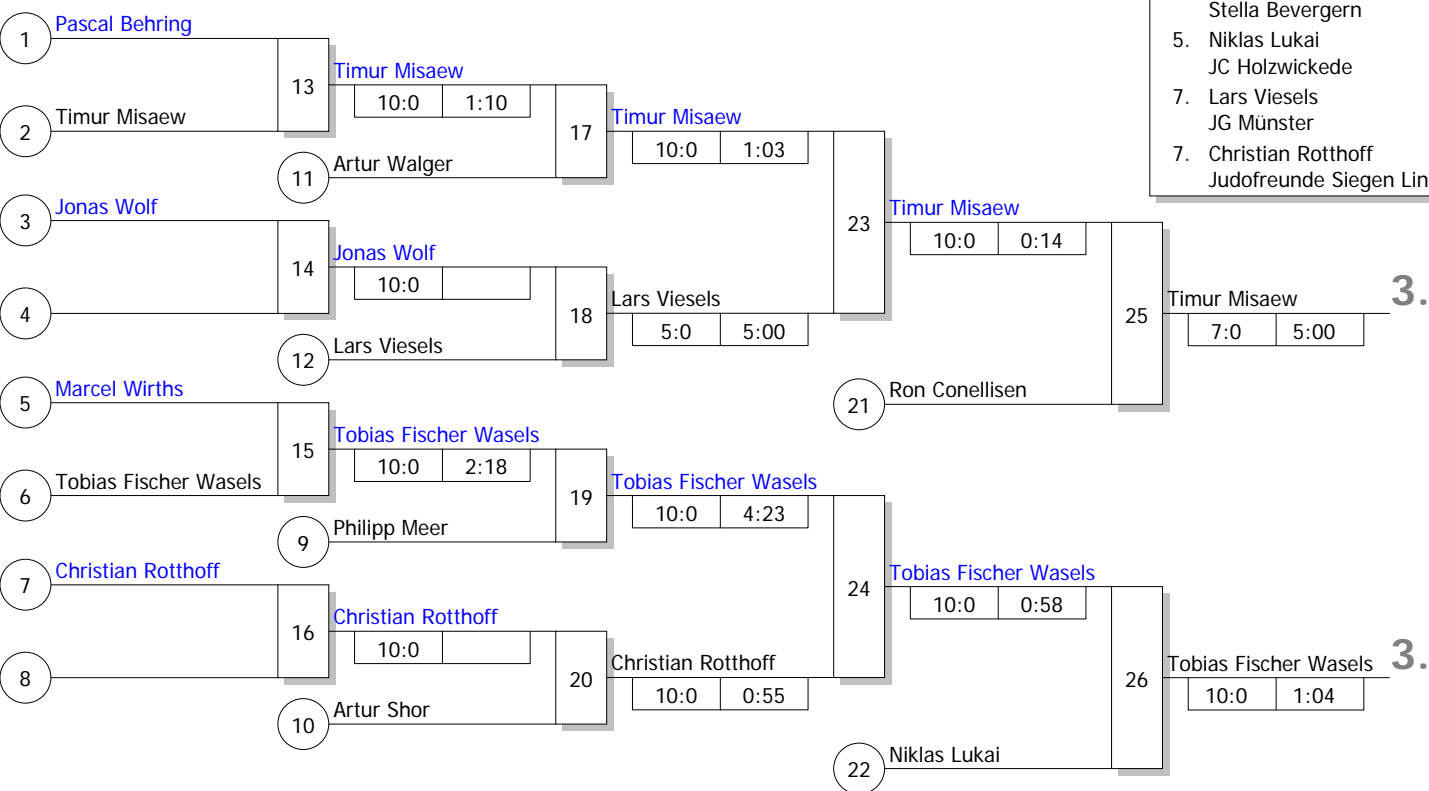 Stella Bevergern
5. Niklas Lukai
JC Holzwickede
7. Lars Viesels
JG Münster
7. Christian Rotthoff
Judofreunde Siegen Lin
1 Pascal Behring
13
Timur Misaew
10:0 1:10
2 Timur Misaew
17
Timur Misaew
10:0 1:03
11 Artur Walger
3 Jonas Wolf
14
Jonas Wolf
10:0
4
18
Lars Viesels
5:0 5:00
12 Lars Viesels
23
Timur Misaew
10:0 0:14
25
Timur Misaew 3.
7:0 5:00
21 Ron Conellisen
5 Marcel Wirths
15
Tobias Fischer Wasels
10:0 2:18
6 Tobias Fischer Wasels
19
Tobias Fischer Wasels
10:0 4:23
9 Philipp Meer
7 Christian Rotthoff
16
Christian Rotthoff
10:0
8
20
Christian Rotthoff
10:0 0:55
10 Artur Shor
24
Tobias Fischer Wasels
10:0 0:58
26
Tobias Fischer Wasels 3.
10:0 1:04
22 Niklas Lukai